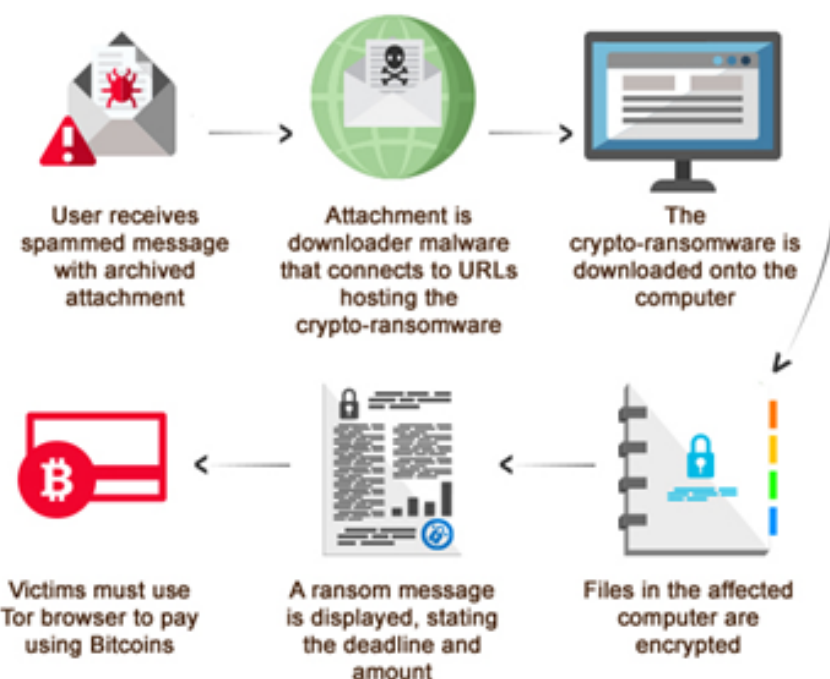 User receives
spammed message
with archived
attachment
Attachment is
downloader malware
that connects to URLs
hosting the
crypto-ransomware
The
crypto-ransomware is
downloaded onto the
computer
Files in the affected
computer are
encrypted
A ransom message
is displayed, stating
the deadline and
amount
Victims must use
Tor browser to pay
using Bitcoins